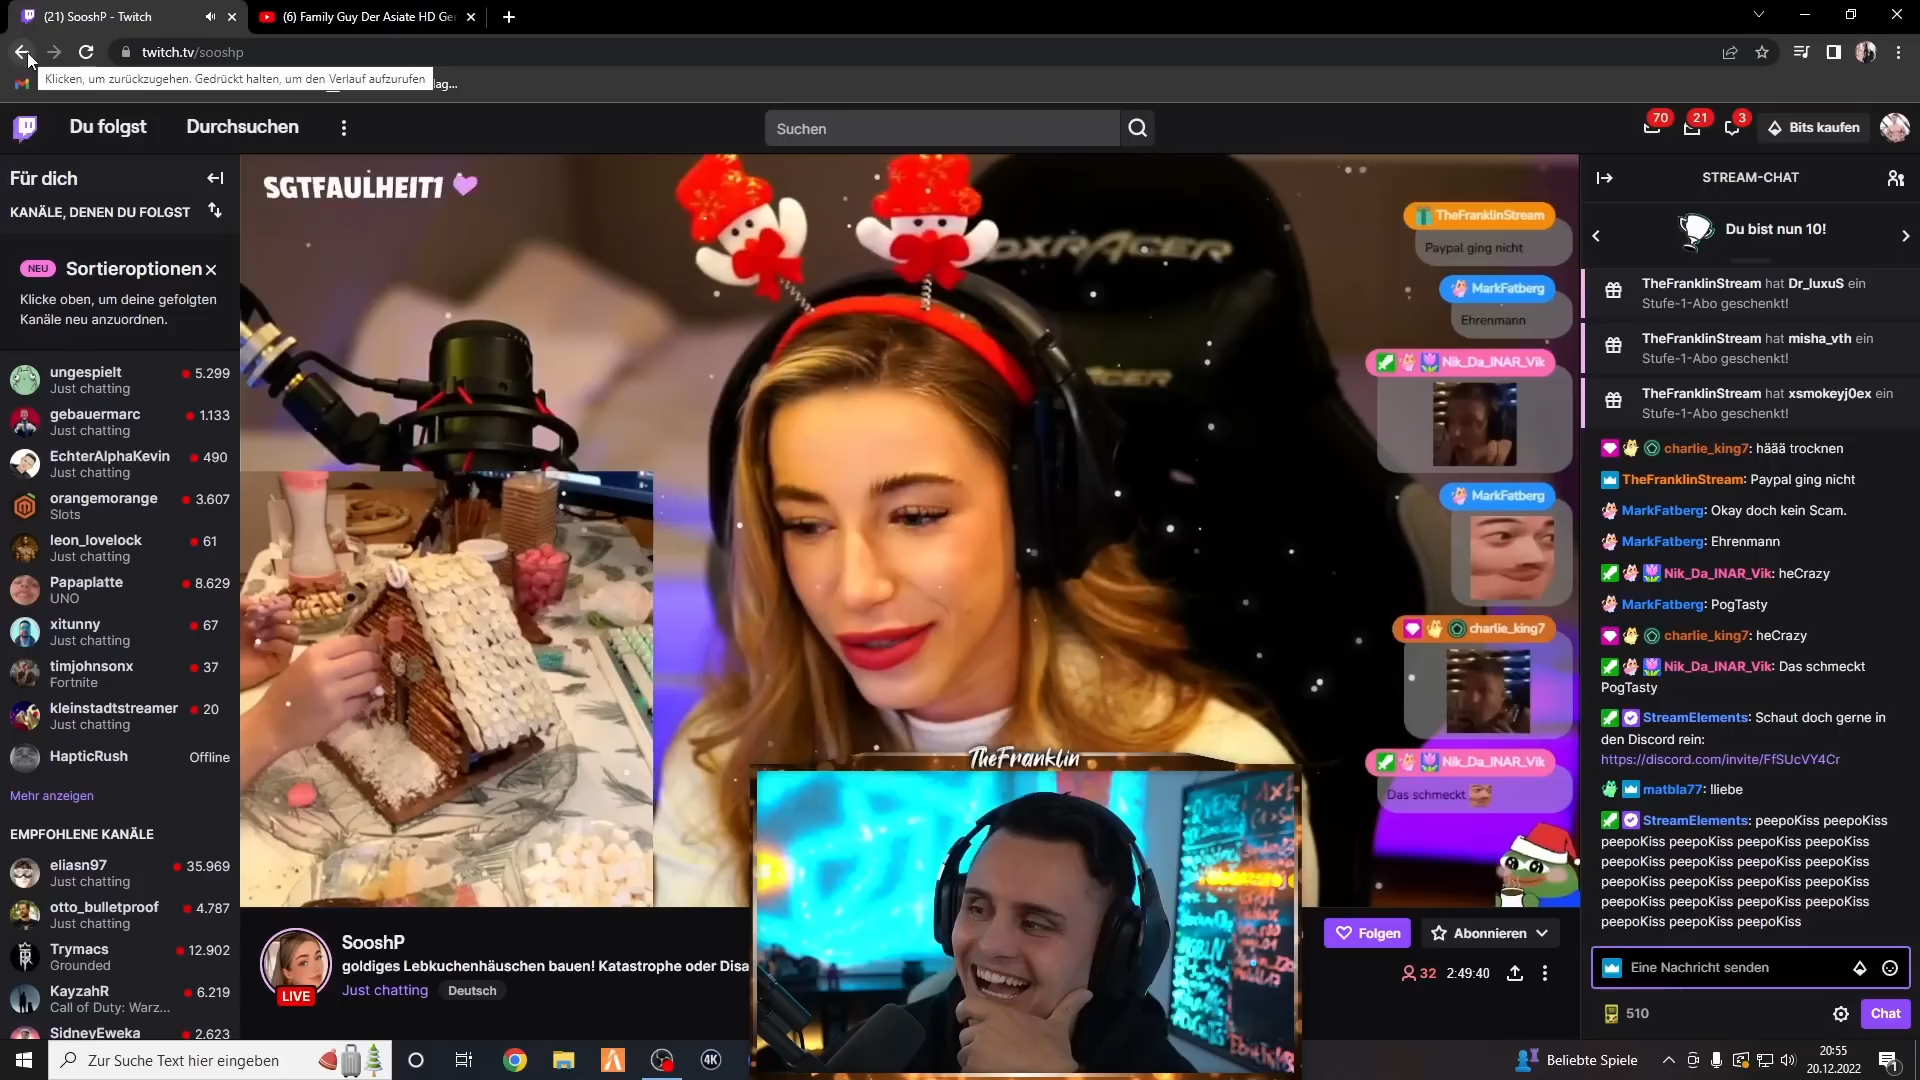 (21) SooshP - Twitch
(6) Family Guy Der Asiate HD Ger
twitch.tv/sooshp
Klicken, um zurückzugehen. Gedrückt halten, um den Verlauf aufzurufen
lag...
Du folgst
Durchsuchen
Suchen
70
21
3
Bits kaufen
Für dich
KANÄLE, DENEN DU FOLGST
NEU
Sortieroptionen
Klicke oben, um deine gefolgten
Kanäle neu anzuordnen.
ungespielt
5.299
Just chatting
gebauermarc
1.133
Just chatting
EchterAlphaKevin
490
Just chatting
orangemorange
3.607
Slots
leon_lovelock
61
Just chatting
Papaplatte
8.629
UNO
xitunny
67
Just chatting
timjohnsonx
37
Fortnite
kleinstadtstreamer
20
Just chatting
HapticRush
Offline
Mehr anzeigen
EMPFOHLENE KANÄLE
eliasn97
35.969
Just chatting
otto_bulletproof
4.787
Just chatting
Trymacs
12.902
Grounded
KayzahR
6.219
Call of Duty: Warz...
SidneyEweka
2.623
SGTFAULHEIT1
DXRACER
TheFranklinStream
Paypal ging nicht
MarkFatberg
Ehrenmann
Nik_Da_INAR_Vik
MarkFatberg
charlie_king7
Nik_Da_INAR_Vik
Das schmeckt
TheFranklin
SooshP
goldiges Lebkuchenhäuschen bauen! Katastrophe oder Disa
LIVE
Just chatting
Deutsch
Folgen
Abonnieren
32
2:49:40
STREAM-CHAT
Du bist nun 10!
TheFranklinStream hat Dr_luxuS ein
Stufe-1-Abo geschenkt!
TheFranklinStream hat misha_vth ein
Stufe-1-Abo geschenkt!
TheFranklinStream hat xsmokeyj0ex ein
Stufe-1-Abo geschenkt!
charlie_king7: häää trocknen
TheFranklinStream: Paypal ging nicht
MarkFatberg: Okay doch kein Scam.
MarkFatberg: Ehrenmann
Nik_Da_INAR_Vik: heCrazy
MarkFatberg: PogTasty
charlie_king7: heCrazy
Nik_Da_INAR_Vik: Das schmeckt
PogTasty
StreamElements: Schaut doch gerne in
den Discord rein:
https://discord.com/invite/FfSUcVY4Cr
matbla77: !liebe
StreamElements: peepoKiss peepoKiss
peepoKiss peepoKiss peepoKiss peepoKiss
peepoKiss peepoKiss peepoKiss peepoKiss
peepoKiss peepoKiss peepoKiss peepoKiss
peepoKiss peepoKiss peepoKiss peepoKiss
peepoKiss peepoKiss peepoKiss
Eine Nachricht senden
510
Chat
Zur Suche Text hier eingeben
4K
Beliebte Spiele
20:55
20.12.2022
1